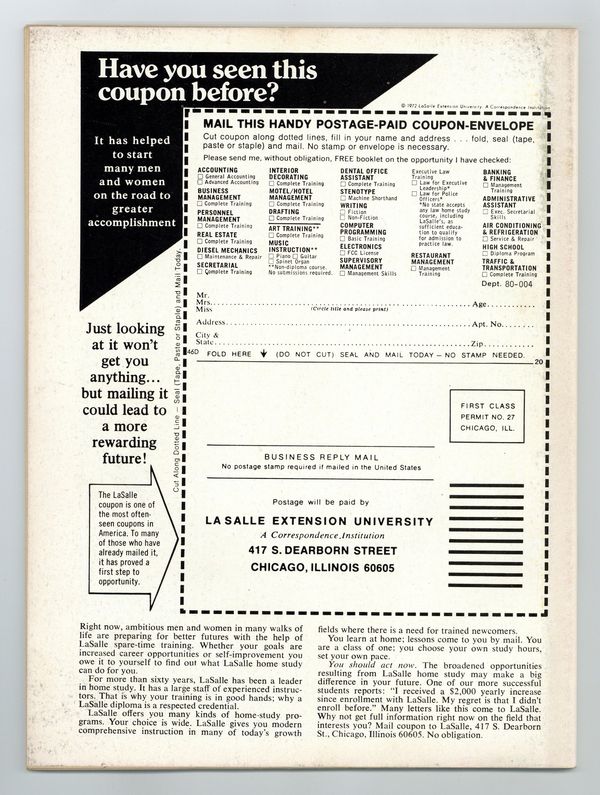 Have you seen this
coupon before?
© 1972 LaSalle Extension University. A Correspondence Institution
It has helped
to start
many men
and women
on the road to
greater
accomplishment
MAIL THIS HANDY POSTAGE-PAID COUPON-ENVELOPE
Cut coupon along dotted lines, fill in your name and address . . . fold, seal (tape,
paste or staple) and mail. No stamp or envelope is necessary.
Please send me, without obligation, FREE booklet on the opportunity I have checked:
ACCOUNTING
☐ General Accounting
☐ Advanced Accounting
BUSINESS
MANAGEMENT
☐ Complete Training
PERSONNEL
MANAGEMENT
☐ Complete Training
REAL ESTATE
☐ Complete Training
DIESEL MECHANICS
☐ Maintenance & Repair
SECRETARIAL
☐ Complete Training
INTERIOR
DECORATING
☐ Complete Training
MOTEL/HOTEL
MANAGEMENT
☐ Complete Training
DRAFTING
☐ Complete Training
ART TRAINING**
☐ Complete Training
MUSIC
INSTRUCTION**
☐ Piano ☐ Guitar
☐ Spinet Organ
**Non-diploma course.
No submissions required.
DENTAL OFFICE
ASSISTANT
☐ Complete Training
STENOTYPE
☐ Machine Shorthand
WRITING
☐ Fiction
☐ Non-Fiction
COMPUTER
PROGRAMMING
☐ Basic Training
ELECTRONICS
☐ FCC License
SUPERVISORY
MANAGEMENT
☐ Management Skills
Executive Law
Training
☐ Law for Executive
Leadership*
☐ Law for Police
Officers*
*No state accepts
any law home study
course, including
LaSalle's, as
sufficient educa-
tion to qualify
for admission to
practice law.
RESTAURANT
MANAGEMENT
☐ Management
Training
BANKING
& FINANCE
☐ Management
Training
ADMINISTRATIVE
ASSISTANT
☐ Exec. Secretarial
Skills
AIR CONDITIONING
& REFRIGERATION
☐ Service & Repair
HIGH SCHOOL
☐ Diploma Program
TRAFFIC &
TRANSPORTATION
☐ Complete Training
Dept. 80-004
Mr.
Mrs. Age
Miss (Circle title and please print)
Address Apt. No.
City &
State Zip
46D FOLD HERE ↓ (DO NOT CUT) SEAL AND MAIL TODAY – NO STAMP NEEDED. 20
Cut Along Dotted Line — Seal (Tape, Paste or Staple) and Mail Today
Just looking
at it won't
get you
anything...
but mailing it
could lead to
a more
rewarding
future!
The LaSalle
coupon is one of
the most often-
seen coupons in
America. To many
of those who have
already mailed it,
it has proved a
first step to
opportunity.
FIRST CLASS
PERMIT NO. 27
CHICAGO, ILL.
BUSINESS REPLY MAIL
No postage stamp required if mailed in the United States
Postage will be paid by
LA SALLE EXTENSION UNIVERSITY
A Correspondence Institution
417 S. DEARBORN STREET
CHICAGO, ILLINOIS 60605
Right now, ambitious men and women in many walks of
life are preparing for better futures with the help of
LaSalle spare-time training. Whether your goals are
increased career opportunities or self-improvement you
owe it to yourself to find out what LaSalle home study
can do for you.
For more than sixty years, LaSalle has been a leader
in home study. It has a large staff of experienced instruc-
tors. That is why your training is in good hands; why a
LaSalle diploma is a respected credential.
LaSalle offers you many kinds of home-study pro-
grams. Your choice is wide. LaSalle gives you modern
comprehensive instruction in many of today's growth
fields where there is a need for trained newcomers.
You learn at home; lessons come to you by mail. You
are a class of one; you choose your own study hours,
set your own pace.
You should act now. The broadened opportunities
resulting from LaSalle home study may make a big
difference in your future. One of our more successful
students reports: "I received a $2,000 yearly increase
since enrollment with LaSalle. My regret is that I didn't
enroll before." Many letters like this come to LaSalle.
Why not get full information right now on the field that
interests you? Mail coupon to LaSalle, 417 S. Dearborn
St., Chicago, Illinois 60605. No obligation.